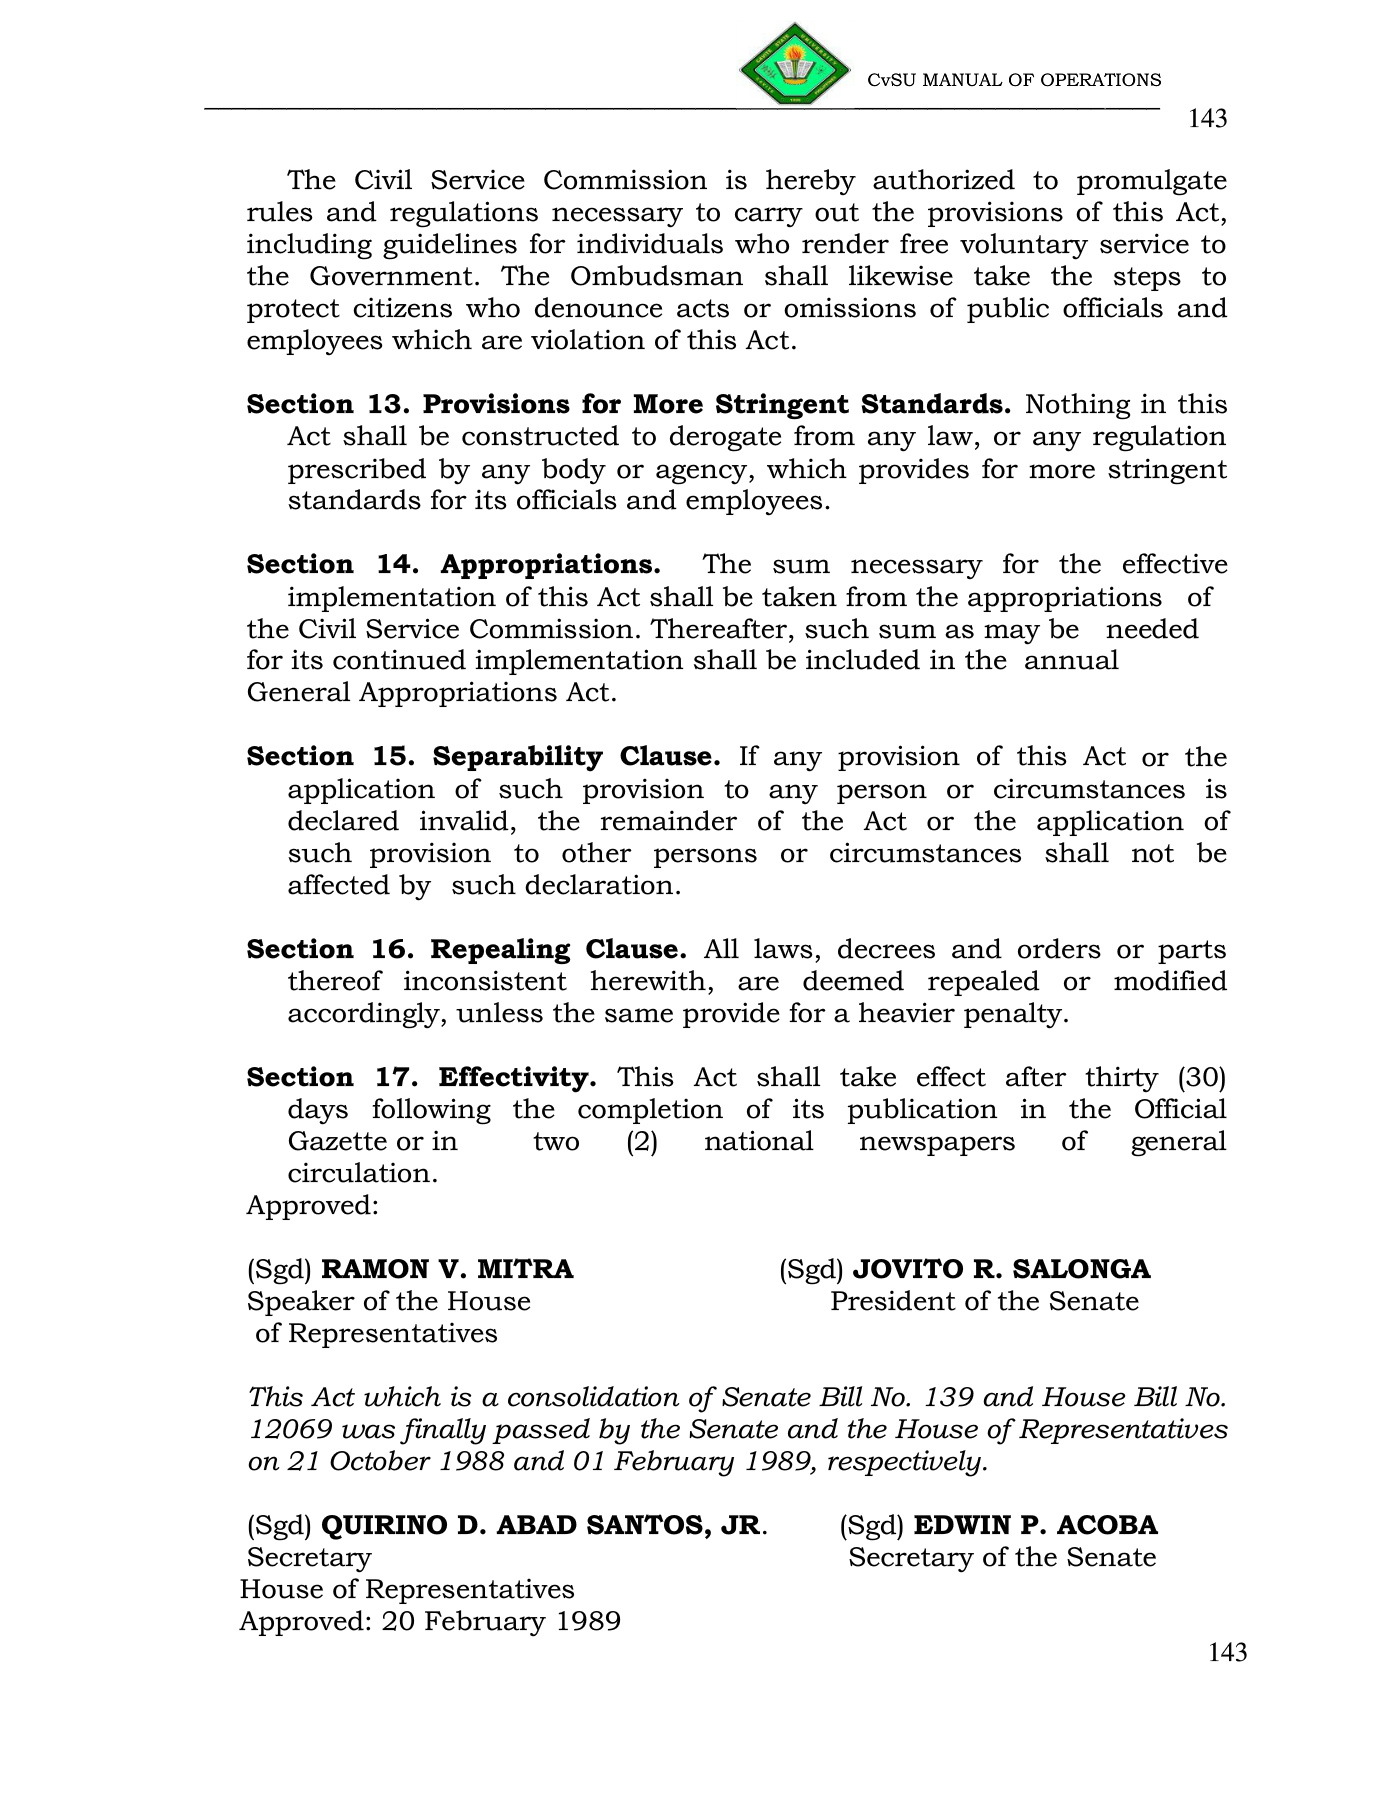 CvSU MANUAL OF OPERATIONS
143
The Civil Service Commission is hereby authorized to promulgate
rules and regulations necessary to carry out the provisions of this Act,
including guidelines for individuals who render free voluntary service to
the Government. The Ombudsman shall likewise take the steps to
protect citizens who denounce acts or omissions of public officials and
employees which are violation of this Act.
Section 13. Provisions for More Stringent Standards. Nothing in this
Act shall be constructed to derogate from any law, or any regulation
prescribed by any body or agency, which provides for more stringent
standards for its officials and employees.
Section 14. Appropriations. The sum necessary for the effective
implementation of this Act shall be taken from the appropriations of
the Civil Service Commission. Thereafter, such sum as may be needed
for its continued implementation shall be included in the annual
General Appropriations Act.
Section 15. Separability Clause. If any provision of this Act or the
application of such provision to any person or circumstances is
declared invalid, the remainder of the Act or the application of
such provision to other persons or circumstances shall not be
affected by such declaration.
Section 16. Repealing Clause. All laws, decrees and orders or parts
thereof inconsistent herewith, are deemed repealed or modified
accordingly, unless the same provide for a heavier penalty.
Section 17. Effectivity. This Act shall take effect after thirty (30)
days following the completion of its publication in the Official
Gazette or in two (2) national newspapers of general
circulation.
Approved:
(Sgd) RAMON V. MITRA (Sgd) JOVITO R. SALONGA
Speaker of the House President of the Senate
of Representatives
This Act which is a consolidation of Senate Bill No. 139 and House Bill No.
12069 was finally passed by the Senate and the House of Representatives
on 21 October 1988 and 01 February 1989, respectively.
(Sgd) QUIRINO D. ABAD SANTOS, JR. (Sgd) EDWIN P. ACOBA
Secretary Secretary of the Senate
House of Representatives
Approved: 20 February 1989
143